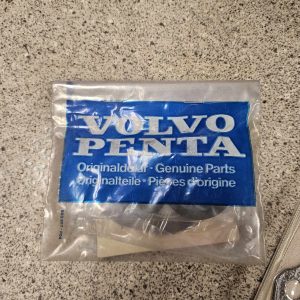 VOLVO
PENTA
Originaldelar · Genuine Parts
Originalteile · Pièces d'origine